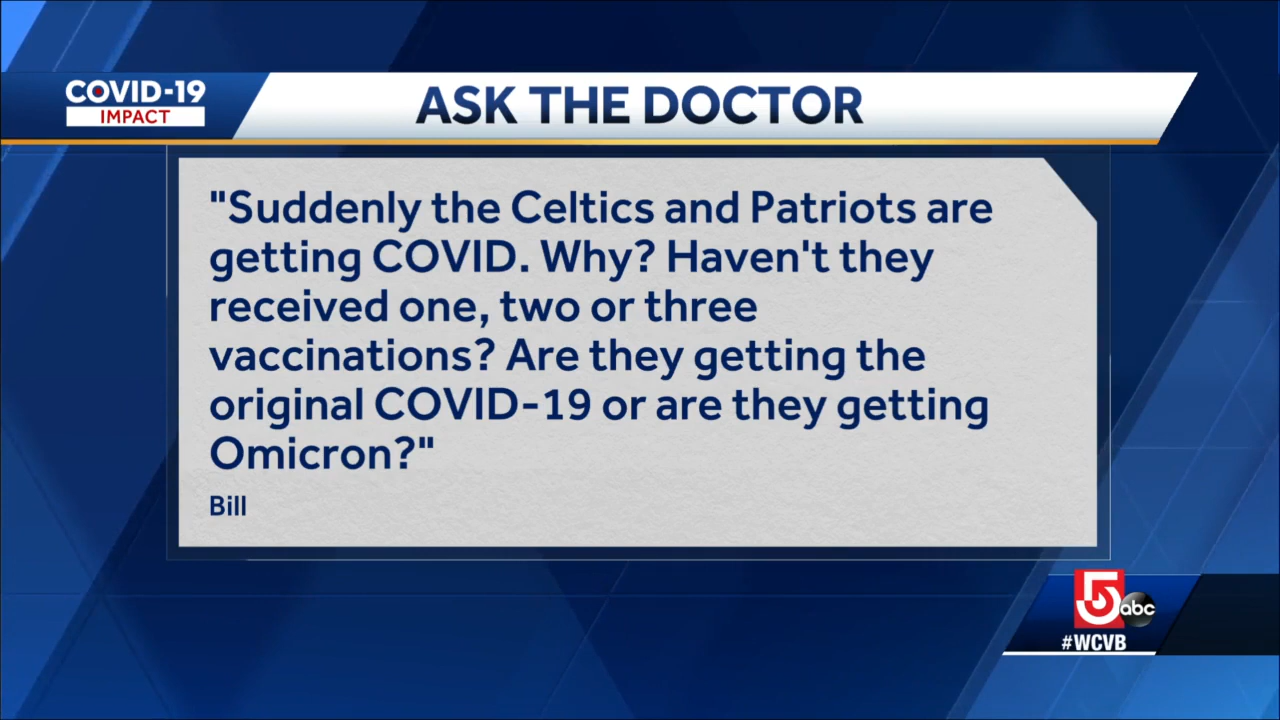 COVID-19
IMPACT
ASK THE DOCTOR
"Suddenly the Celtics and Patriots are
getting COVID. Why? Haven't they
received one, two or three
vaccinations? Are they getting the
original COVID-19 or are they getting
Omicron?"
Bill
5 abc
#WCVB